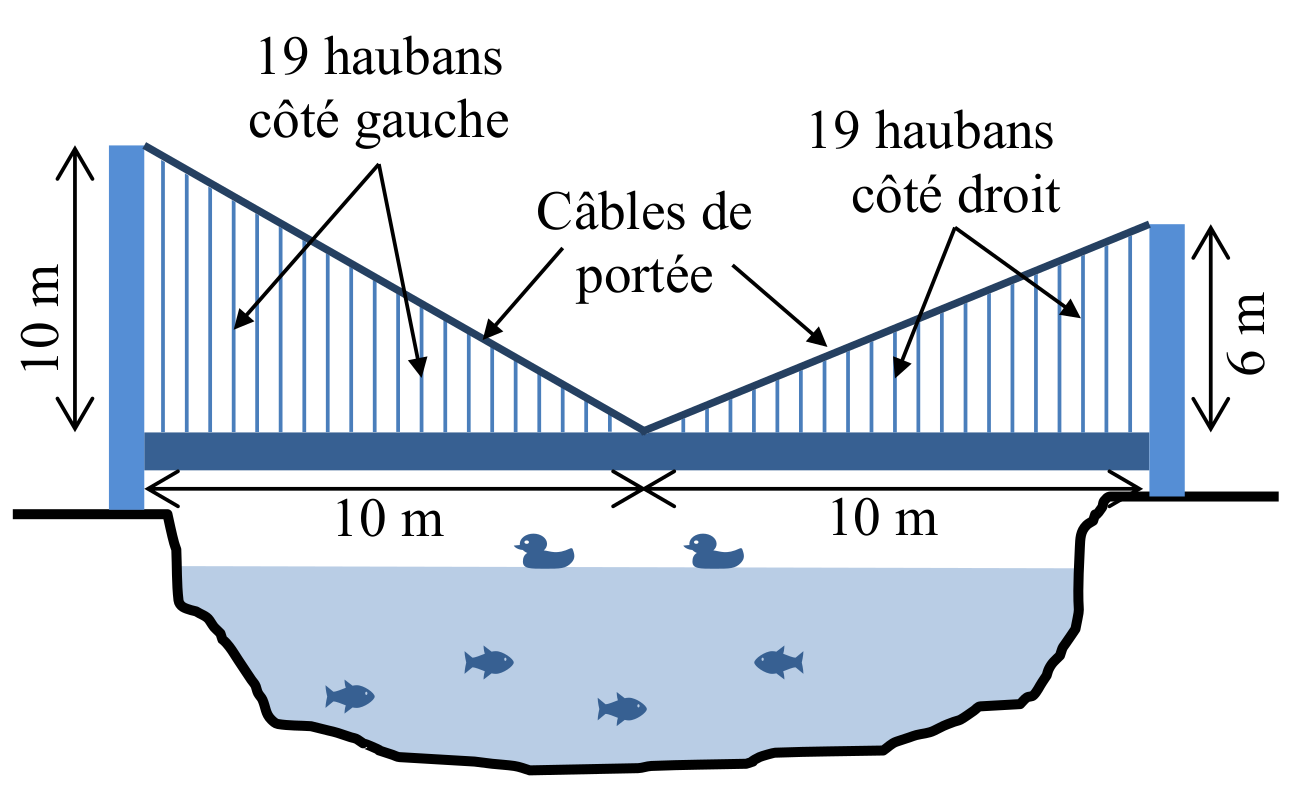 19 haubans
côté gauche
19 haubans
côté droit
Câbles de
portée
10 m
6 m
10 m
10 m